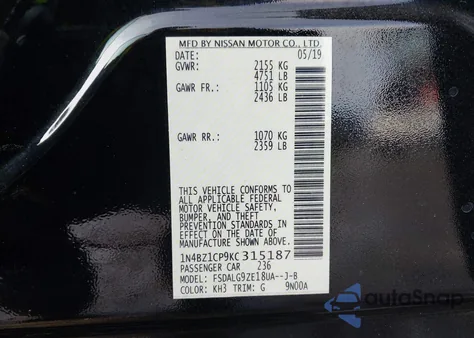 MFD BY NISSAN MOTOR CO., LTD.
DATE: 05/19
GVWR: 2155 KG
4751 LB
GAWR FR.: 1105 KG
2436 LB
GAWR RR.: 1070 KG
2359 LB
THIS VEHICLE CONFORMS TO
ALL APPLICABLE FEDERAL
MOTOR VEHICLE SAFETY,
BUMPER, AND THEFT
PREVENTION STANDARDS IN
EFFECT ON THE DATE OF
MANUFACTURE SHOWN ABOVE.
1N4BZ1CP9KC315187
PASSENGER CAR 236
MODEL: FSDALG9ZE18UA--J-B
COLOR: KH3 TRIM: G 9N00A
autoSnap